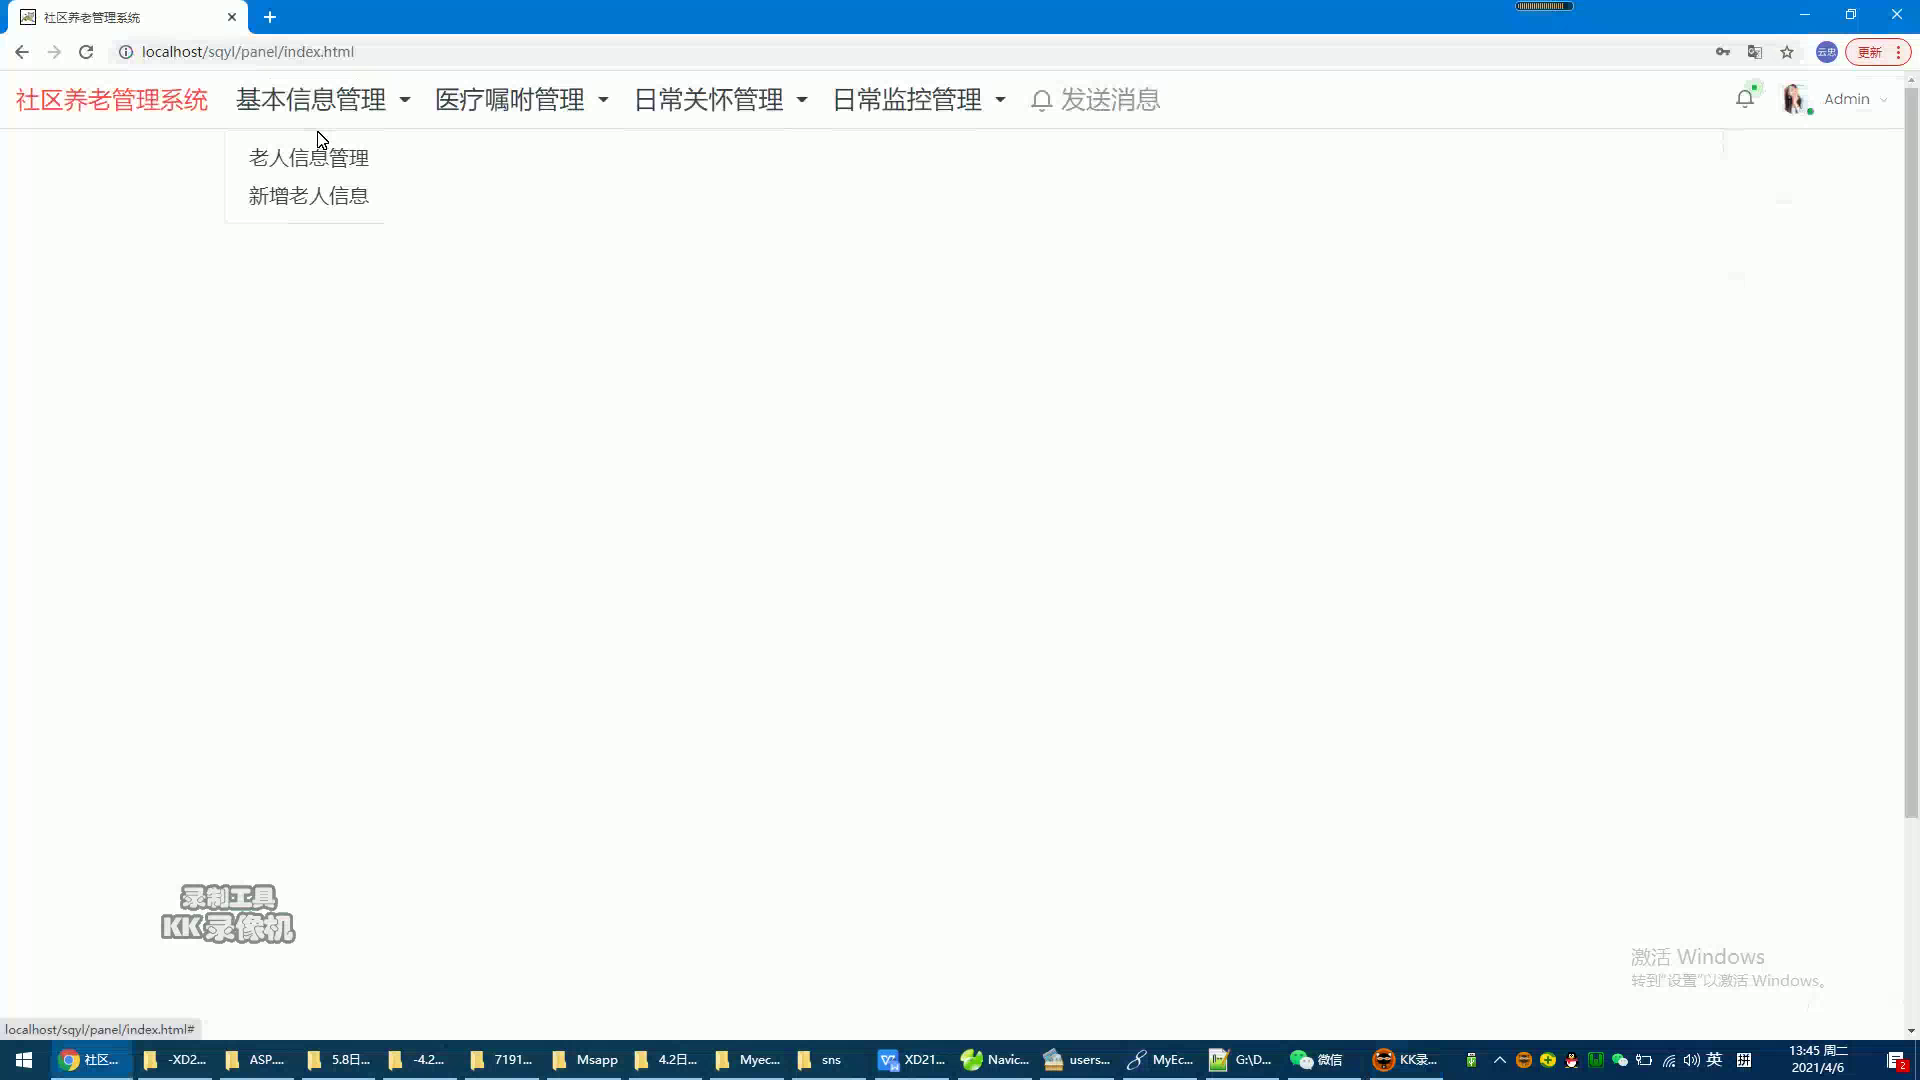 社区养老管理系统
localhost/sqyl/panel/index.html
云忠
更新
社区养老管理系统 基本信息管理 医疗嘱咐管理 日常关怀管理 日常监控管理 发送消息 Admin
老人信息管理
新增老人信息
录制工具
KK录像机
激活 Windows
转到"设置"以激活 Windows。
localhost/sqyl/panel/index.html#
社区... -XD2... ASP.... 5.8日... -4.2... 7191... Msapp 4.2日... Myec... sns XD21... Navic... users... MyEc... G:\D... 微信 KK录... 英 拼
13:45 周二
2021/4/6
2